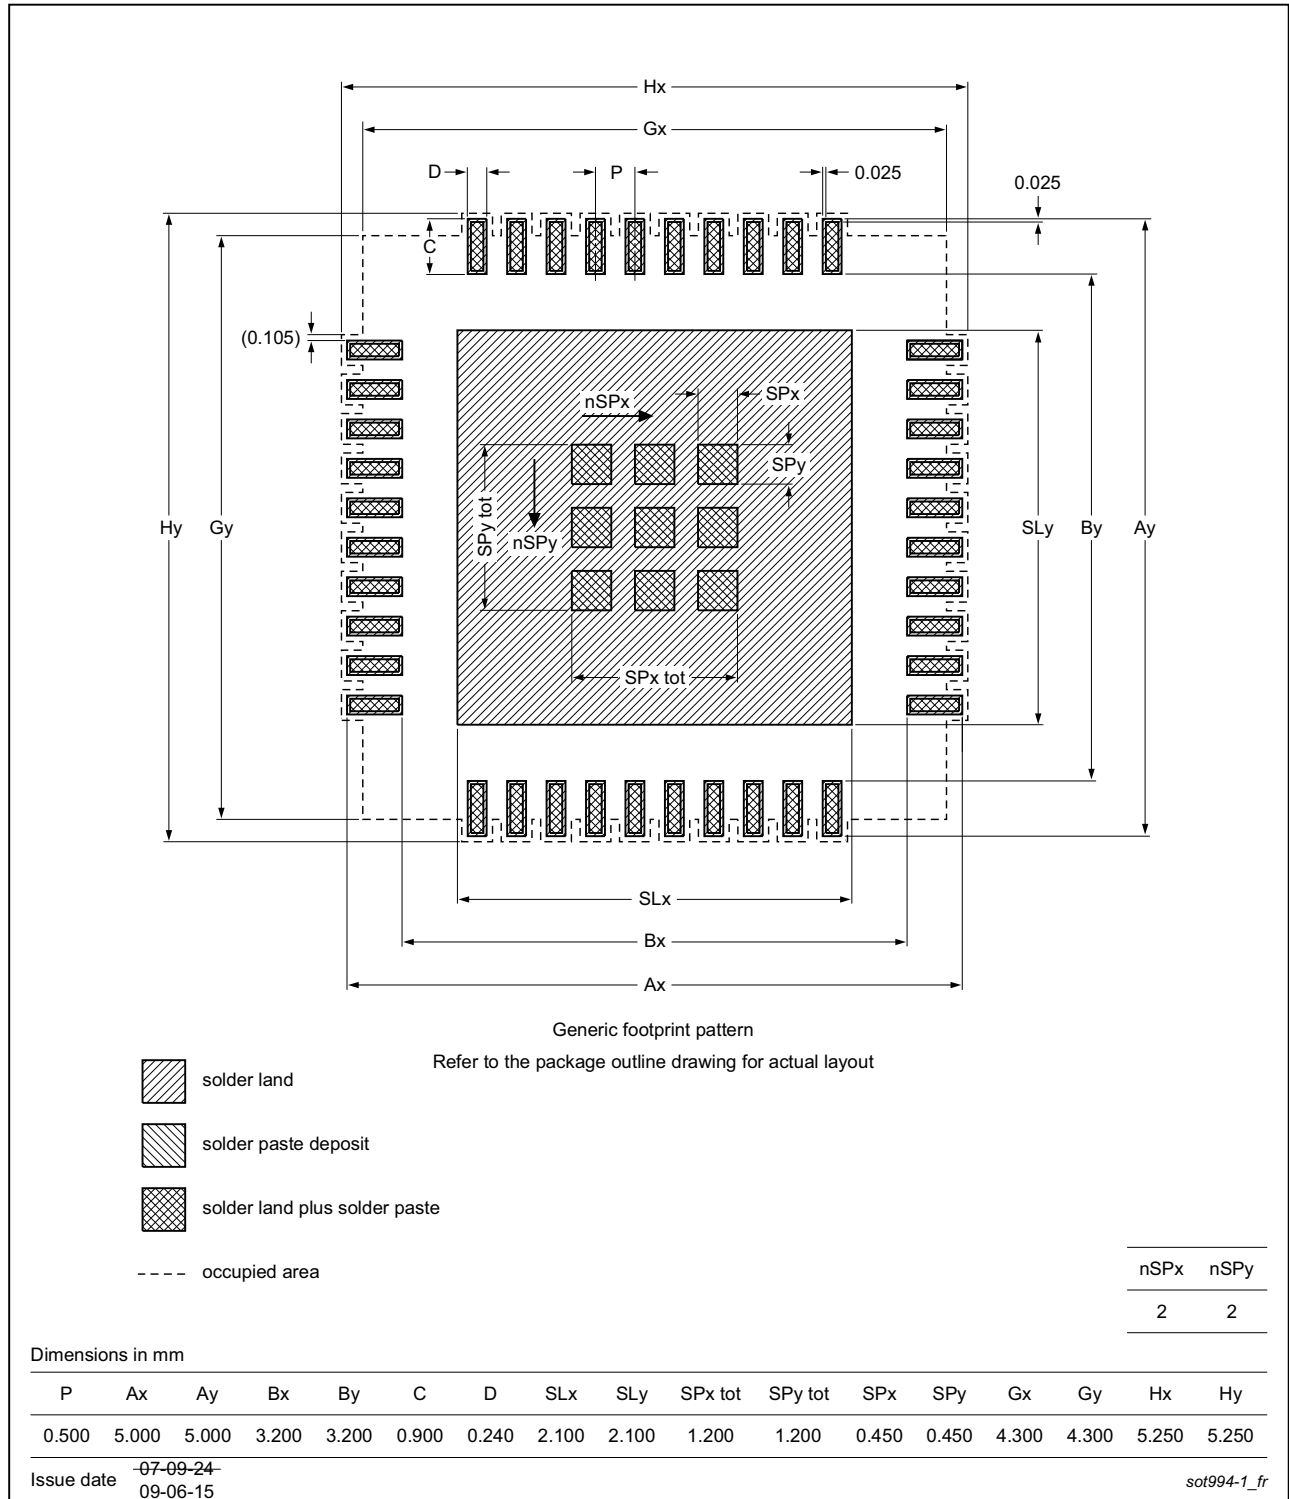 Hx
Gx
D
P
0.025
0.025
C
(0.105)
nSPx
SPx
SPy
SPy tot
nSPy
Hy
Gy
SLy
By
Ay
SPx tot
SLx
Bx
Ax
Generic footprint pattern
Refer to the package outline drawing for actual layout
solder land
solder paste deposit
solder land plus solder paste
occupied area
nSPx nSPy
2 2
Dimensions in mm
P Ax Ay Bx By C D SLx SLy SPx tot SPy tot SPx SPy Gx Gy Hx Hy
0.500 5.000 5.000 3.200 3.200 0.900 0.240 2.100 2.100 1.200 1.200 0.450 0.450 4.300 4.300 5.250 5.250
Issue date 07-09-24
09-06-15
sot994-1_fr